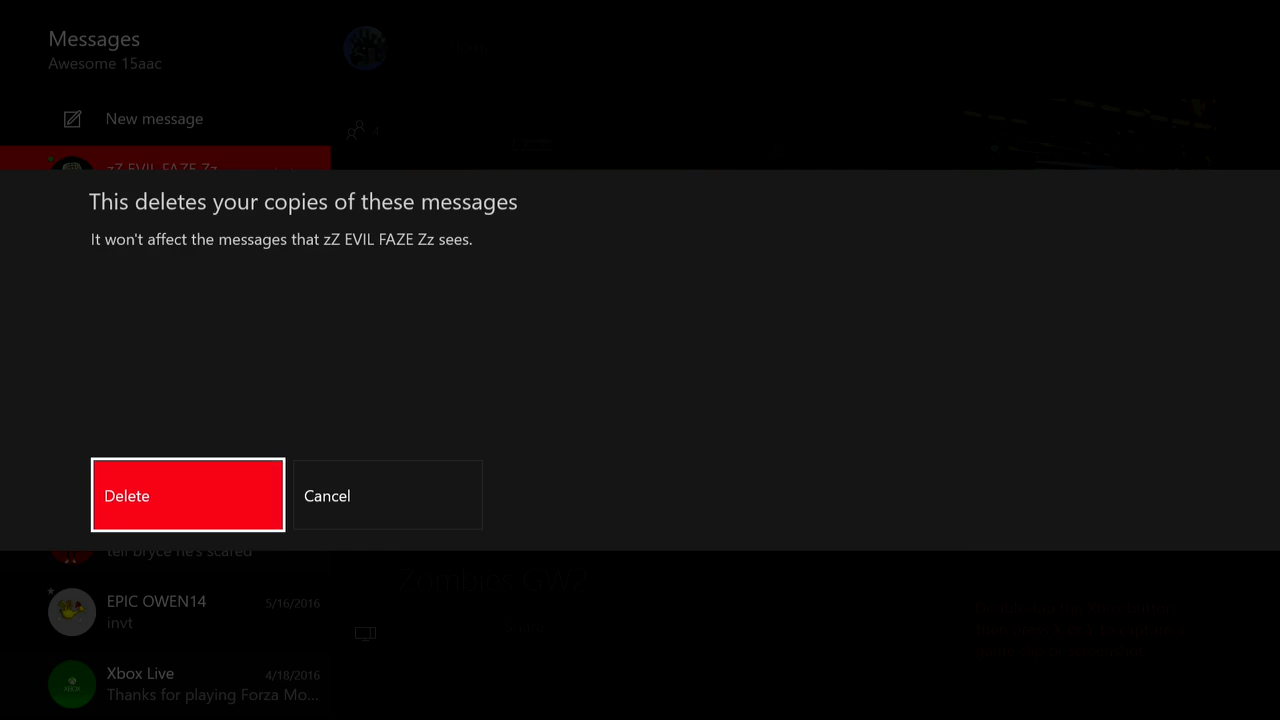 Messages
Awesome 15aac
New message
zZ EVIL FAZE Zz
This deletes your copies of these messages
It won't affect the messages that zZ EVIL FAZE Zz sees.
Delete
Cancel
tell bryce he's scared
EPIC OWEN14
5/16/2016
invt
Xbox Live
4/18/2016
Thanks for playing Forza Mo...
Zombies GW2